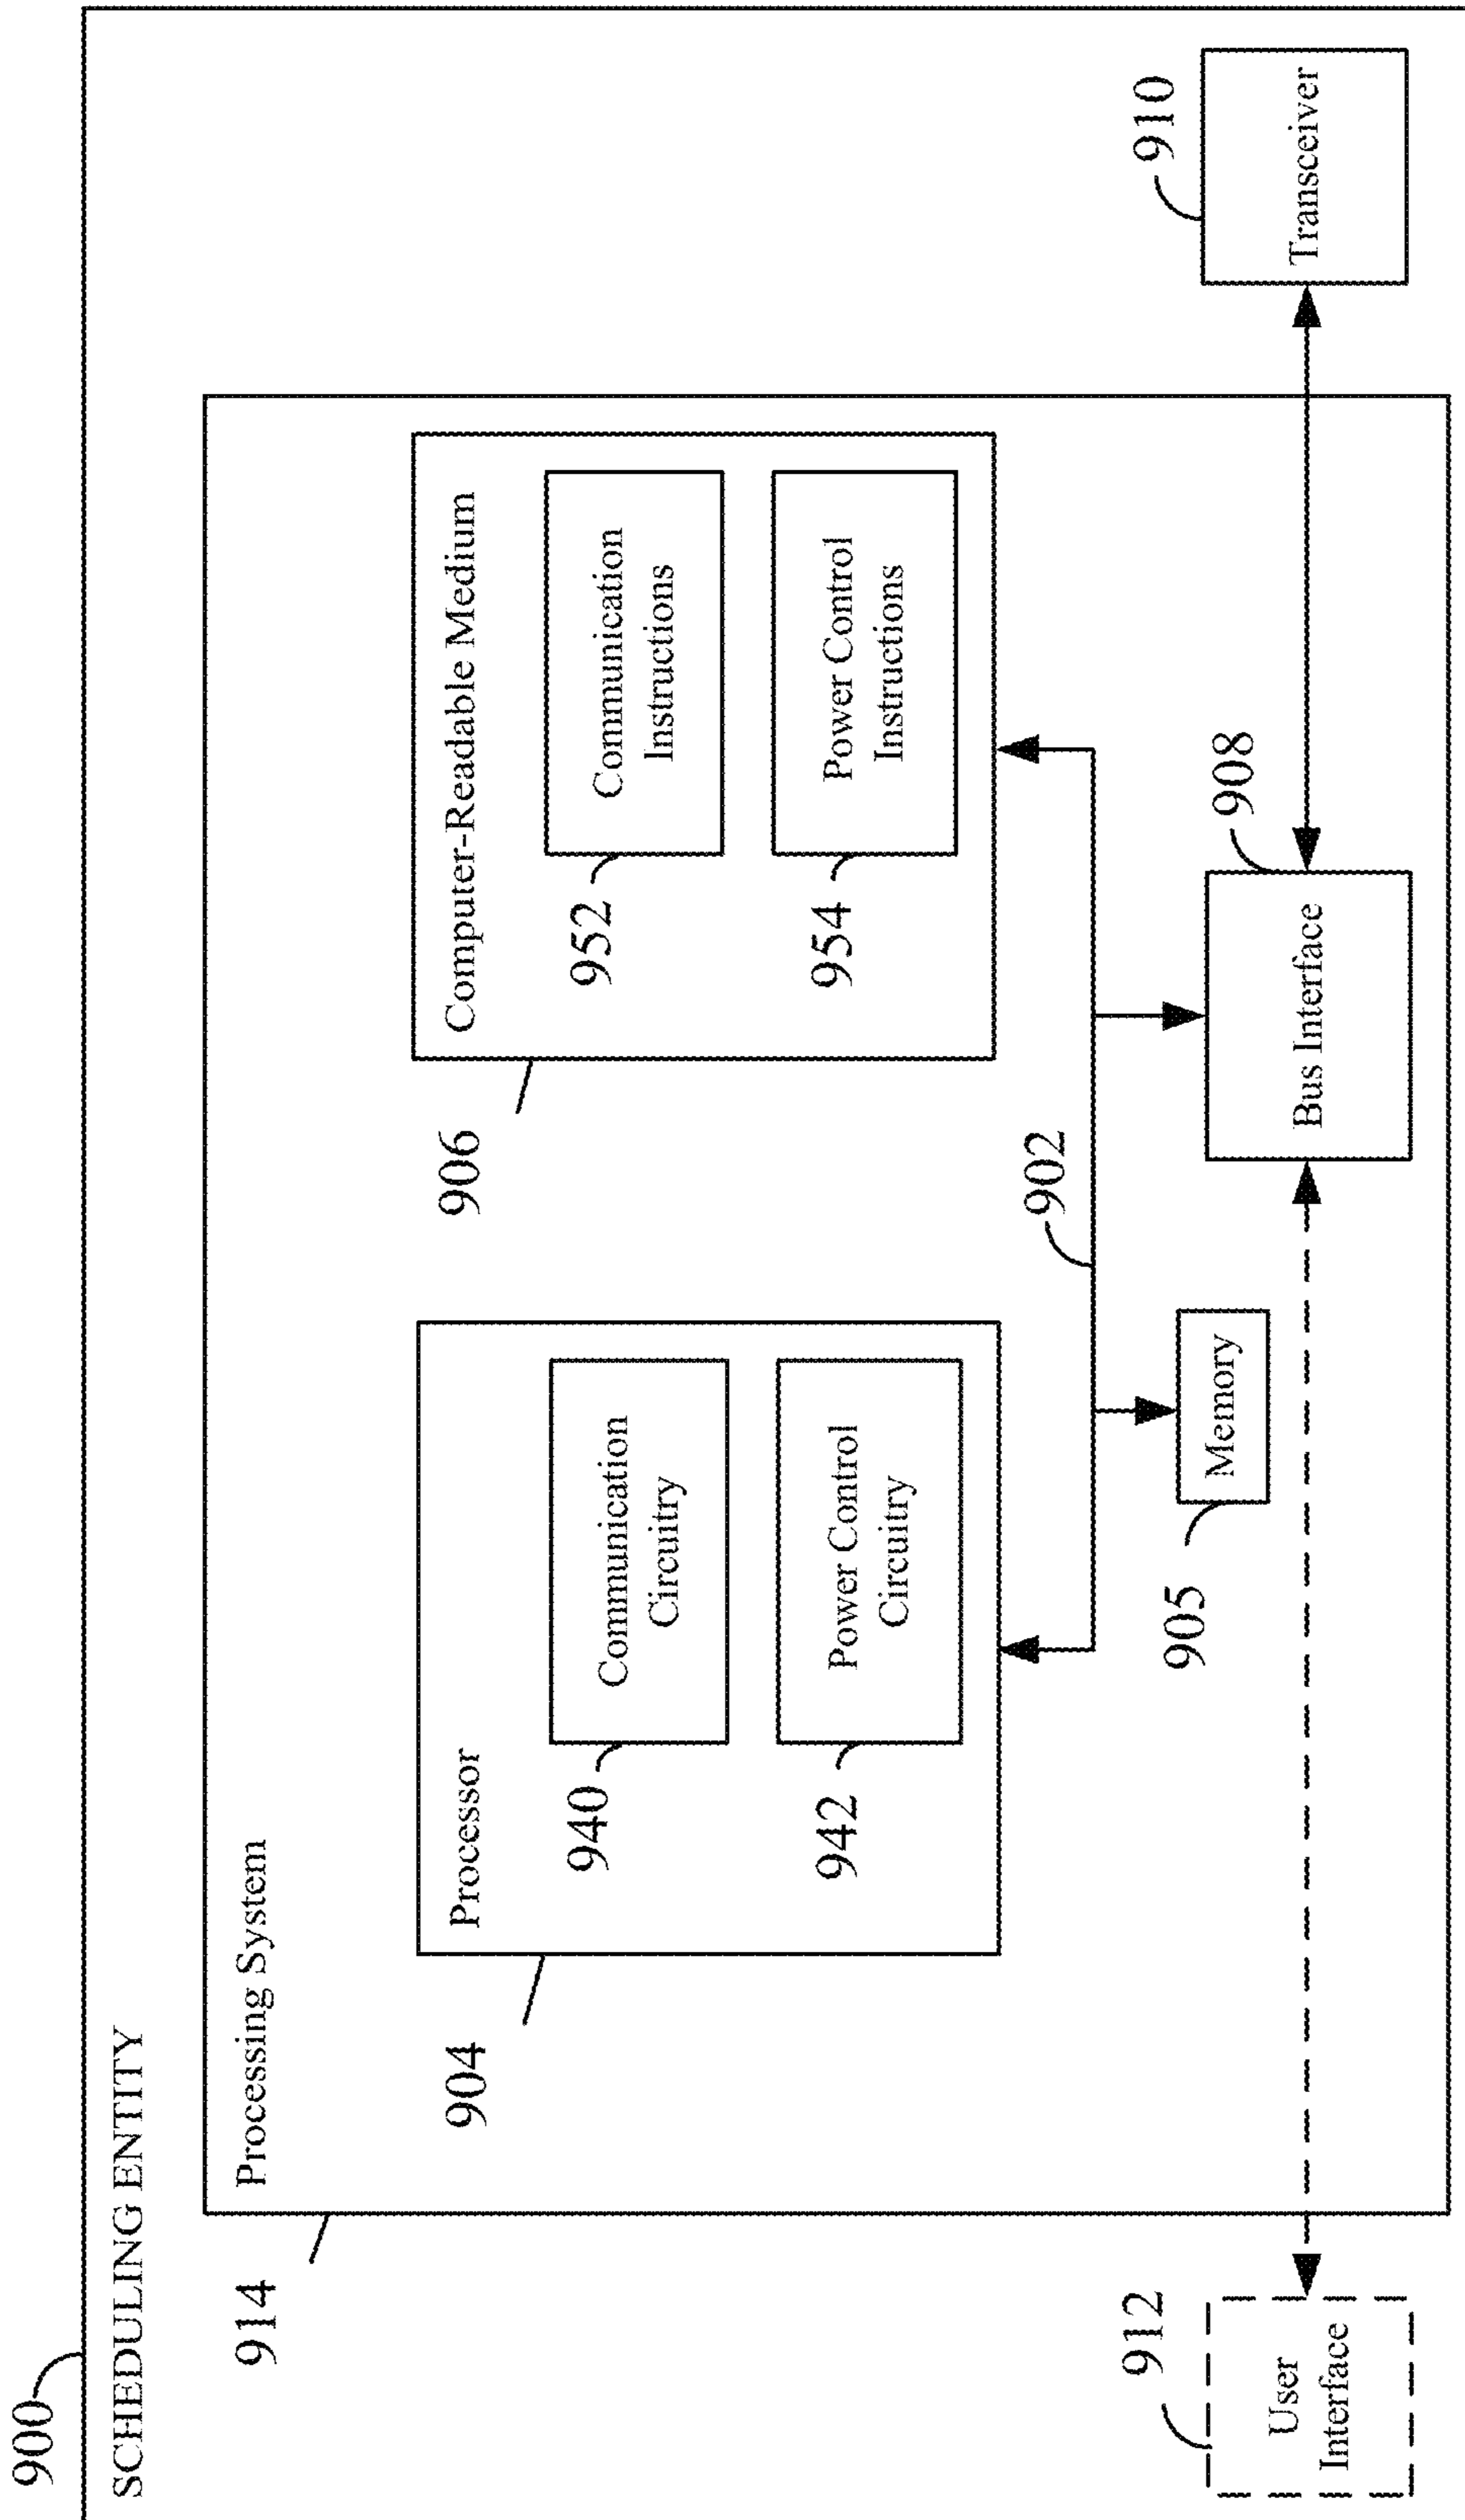 900
SCHEDULING ENTITY
914
Processing System
904
Processor
940
Communication
Circuitry
942
Power Control
Circuitry
906
Computer-Readable Medium
952
Communication
Instructions
954
Power Control
Instructions
902
905
Memory
908
Bus Interface
912
User
Interface
910
Transceiver